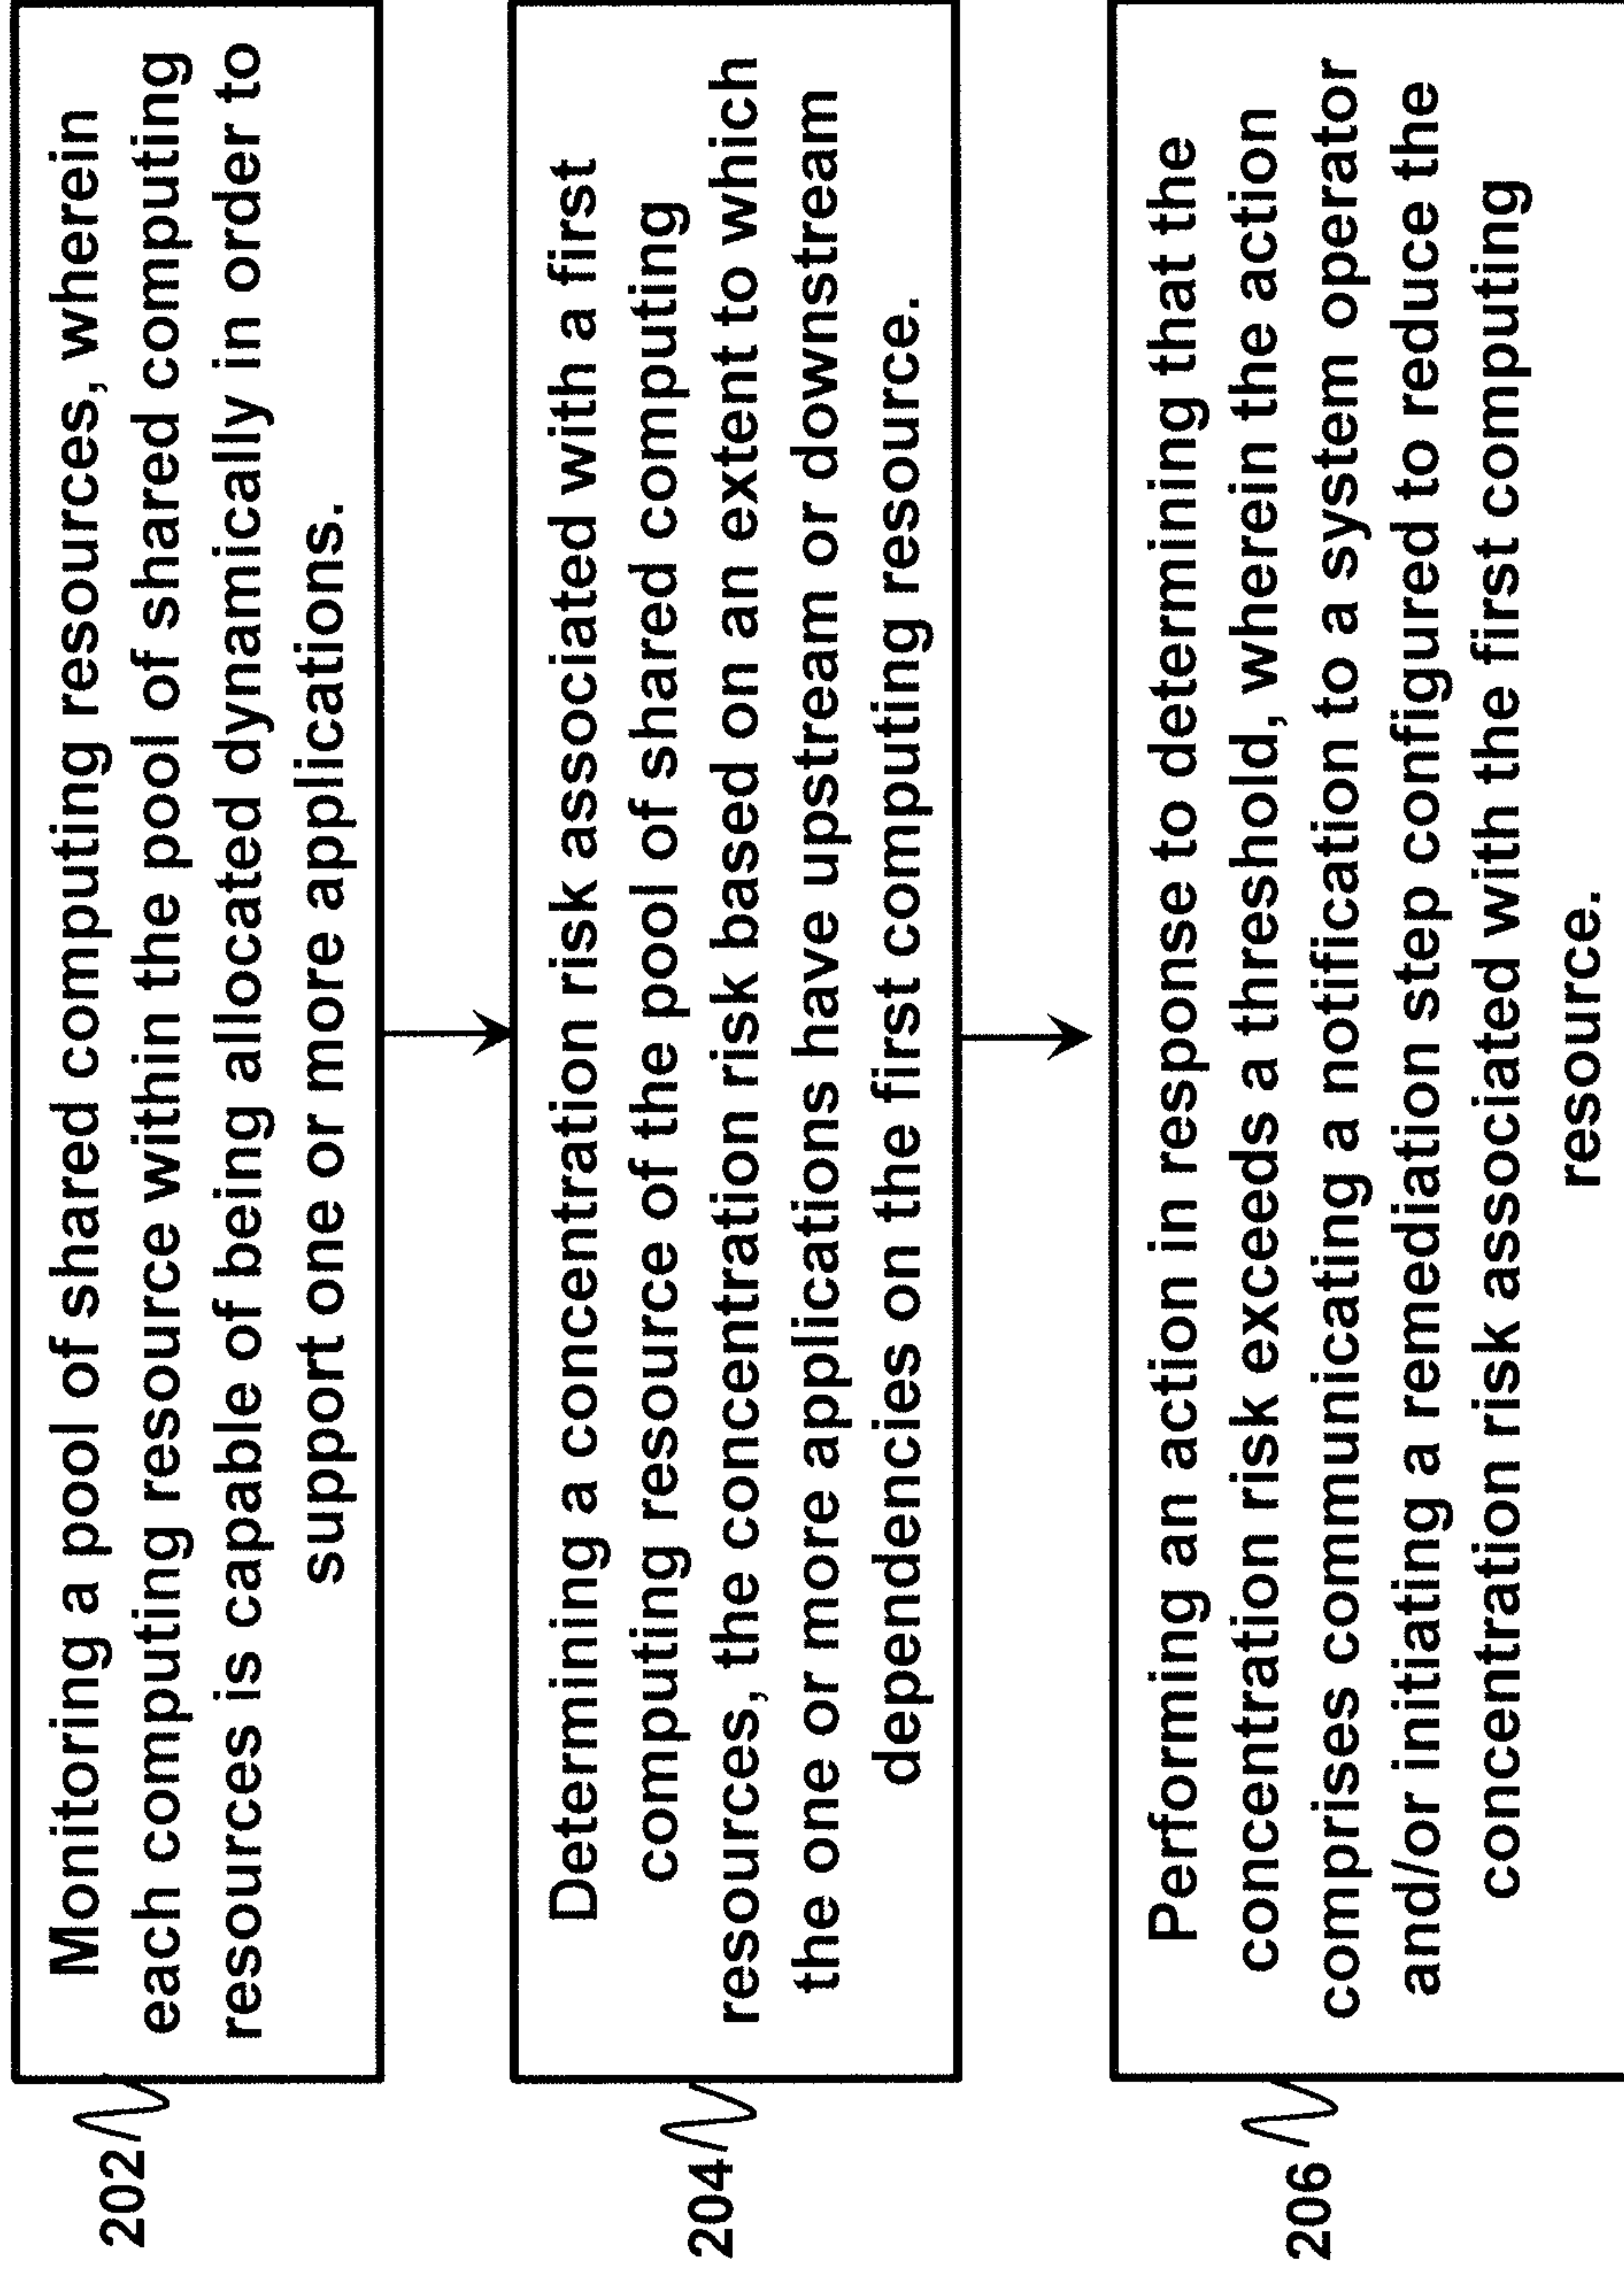 202
Monitoring a pool of shared computing resources, wherein
each computing resource within the pool of shared computing
resources is capable of being allocated dynamically in order to
support one or more applications.
204
Determining a concentration risk associated with a first
computing resource of the pool of shared computing
resources, the concentration risk based on an extent to which
the one or more applications have upstream or downstream
dependencies on the first computing resource.
206
Performing an action in response to determining that the
concentration risk exceeds a threshold, wherein the action
comprises communicating a notification to a system operator
and/or initiating a remediation step configured to reduce the
concentration risk associated with the first computing
resource.